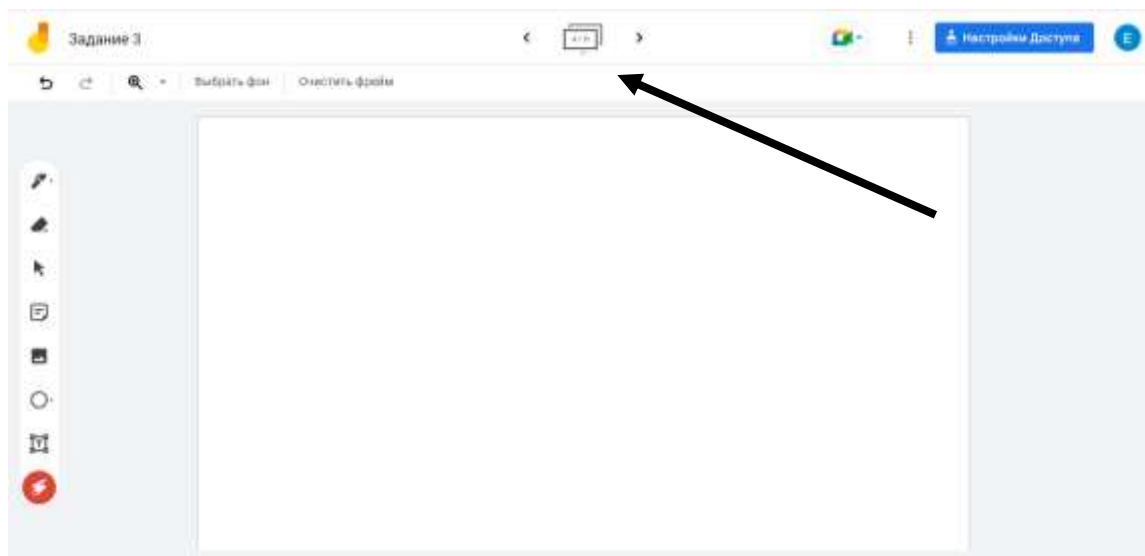 Задание 3
Настройки Доступа
E
Выбрать фон
Очистить фрейм